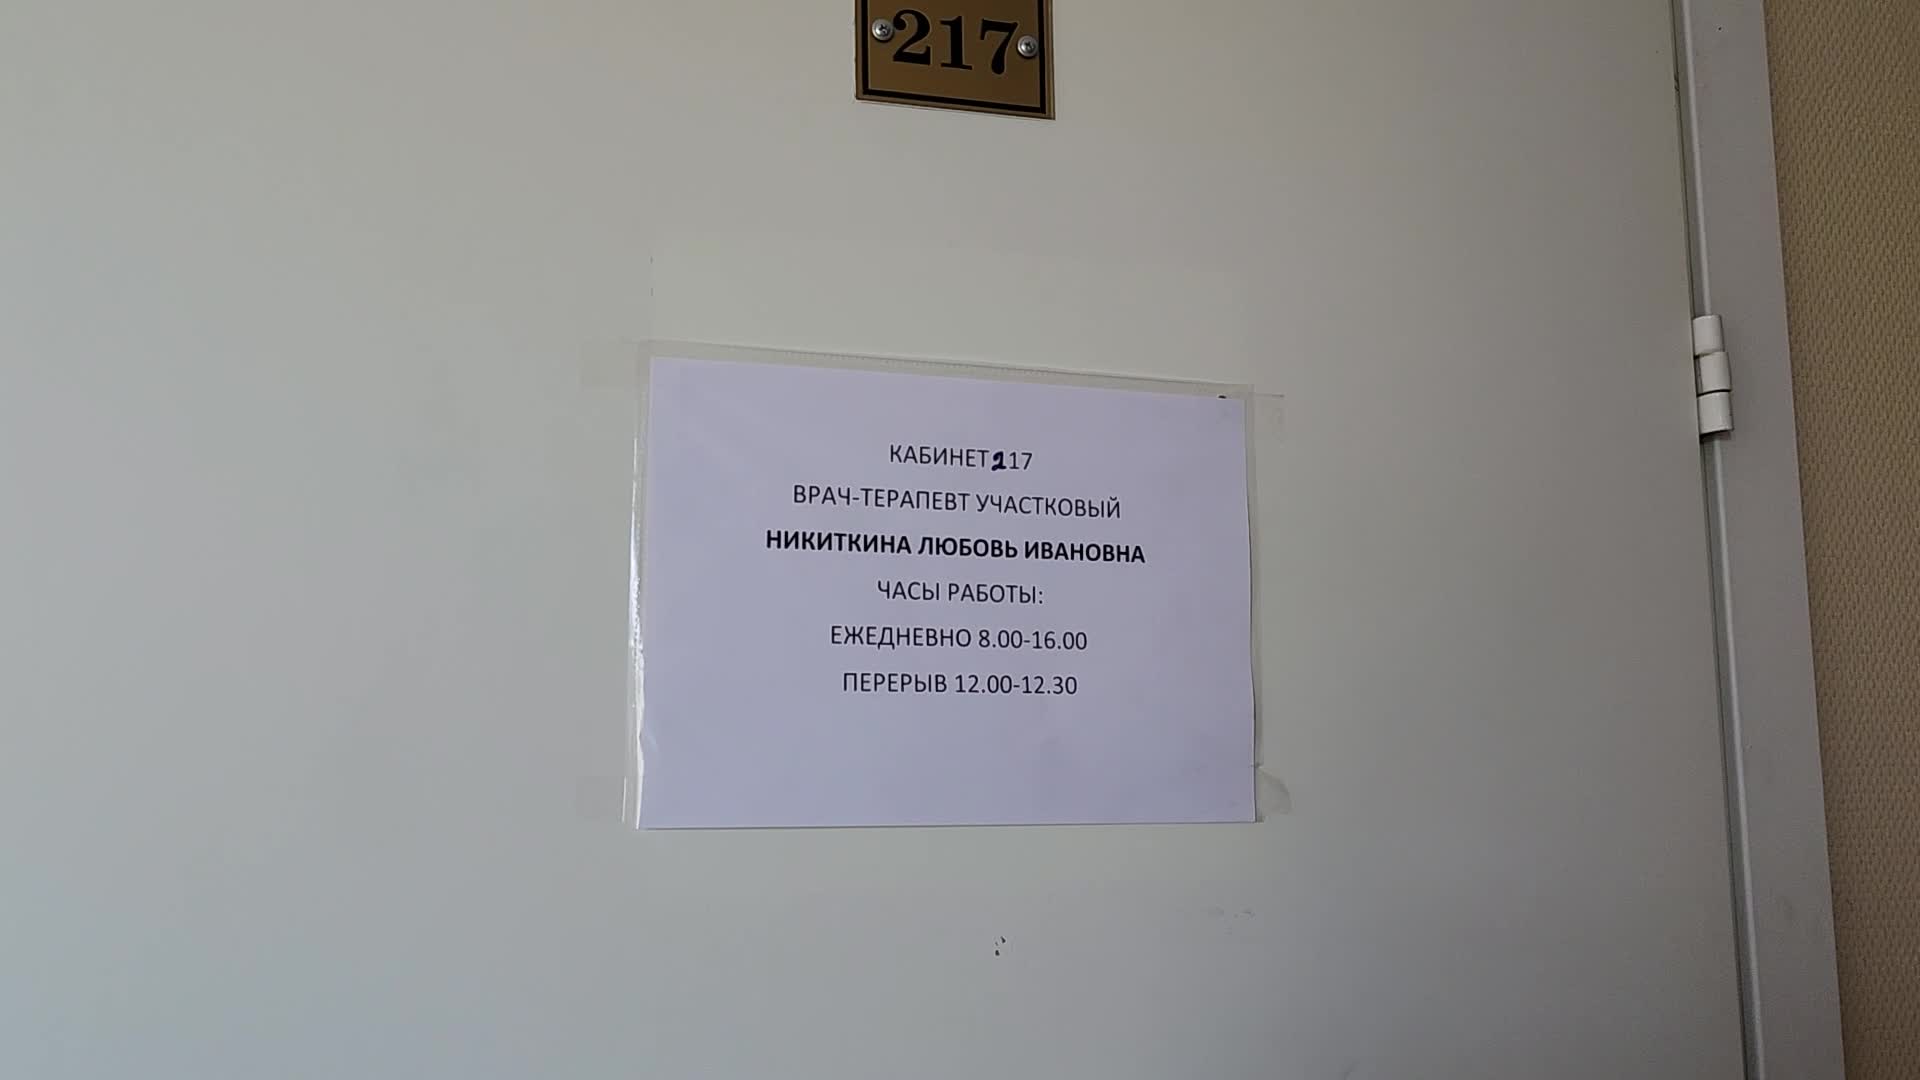 217
КАБИНЕТ 217
ВРАЧ-ТЕРАПЕВТ УЧАСТКОВЫЙ
НИКИТКИНА ЛЮБОВЬ ИВАНОВНА
ЧАСЫ РАБОТЫ:
ЕЖЕДНЕВНО 8.00-16.00
ПЕРЕРЫВ 12.00-12.30